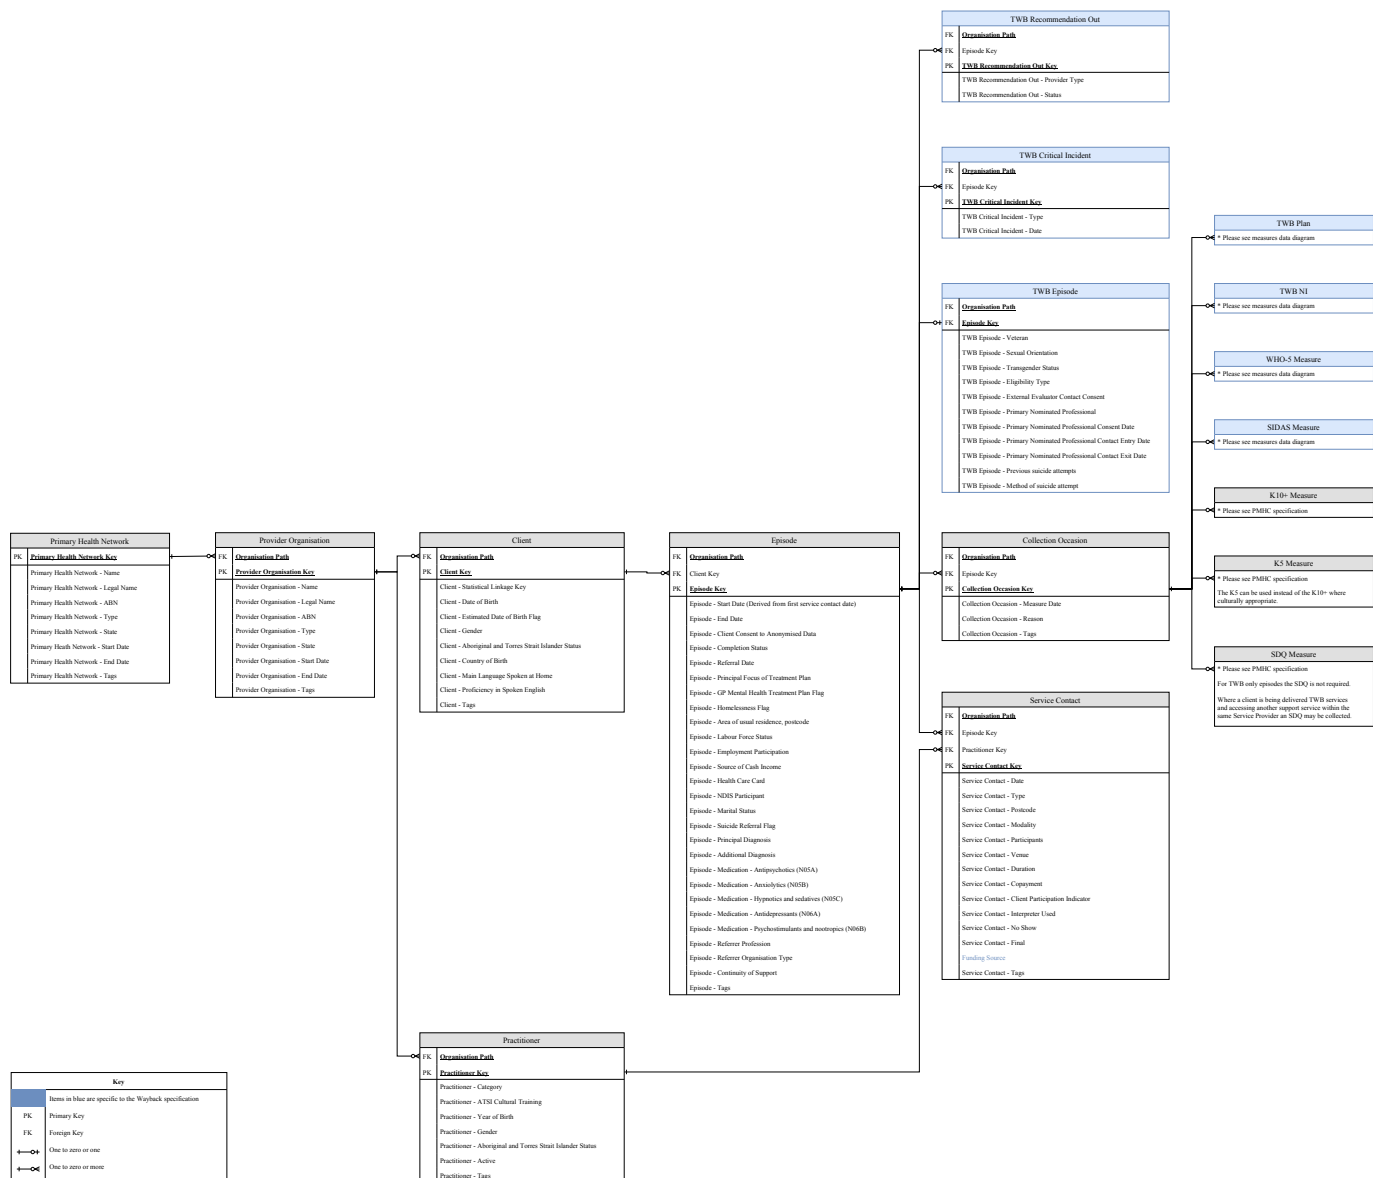 TWB Recommendation Out
FK Organisation Path
FK Episode Key
PK TWB Recommendation Out Key
TWB Recommendation Out - Provider Type
TWB Recommendation Out - Status
TWB Critical Incident
FK Organisation Path
FK Episode Key
PK TWB Critical Incident Key
TWB Critical Incident - Type
TWB Critical Incident - Date
TWB Plan
* Please see measures data diagram
TWB NI
* Please see measures data diagram
WHO-5 Measure
* Please see measures data diagram
SIDAS Measure
* Please see measures data diagram
K10+ Measure
* Please see PMHC specification
K5 Measure
* Please see PMHC specification
The K5 can be used instead of the K10+ where
culturally appropriate.
SDQ Measure
* Please see PMHC specification
For TWB only episodes the SDQ is not required.
Where a client is being delivered TWB services
and accessing another support service within the
same Service Provider an SDQ may be collected.
TWB Episode
FK Organisation Path
FK Episode Key
TWB Episode - Veteran
TWB Episode - Sexual Orientation
TWB Episode - Transgender Status
TWB Episode - Eligibility Type
TWB Episode - External Evaluator Contact Consent
TWB Episode - Primary Nominated Professional
TWB Episode - Primary Nominated Professional Consent Date
TWB Episode - Primary Nominated Professional Contact Entry Date
TWB Episode - Primary Nominated Professional Contact Exit Date
TWB Episode - Previous suicide attempts
TWB Episode - Method of suicide attempt
Primary Health Network
PK Primary Health Network Key
Primary Health Network - Name
Primary Health Network - Legal Name
Primary Health Network - ABN
Primary Health Network - Type
Primary Health Network - State
Primary Heath Network - Start Date
Primary Health Network - End Date
Primary Health Network - Tags
Provider Organisation
FK Organisation Path
PK Provider Organisation Key
Provider Organisation - Name
Provider Organisation - Legal Name
Provider Organisation - ABN
Provider Organisation - Type
Provider Organisation - State
Provider Organisation - Start Date
Provider Organisation - End Date
Provider Organisation - Tags
Client
FK Organisation Path
PK Client Key
Client - Statistical Linkage Key
Client - Date of Birth
Client - Estimated Date of Birth Flag
Client - Gender
Client - Aboriginal and Torres Strait Islander Status
Client - Country of Birth
Client - Main Language Spoken at Home
Client - Proficiency in Spoken English
Client - Tags
Episode
FK Organisation Path
FK Client Key
PK Episode Key
Episode - Start Date (Derived from first service contact date)
Episode - End Date
Episode - Client Consent to Anonymised Data
Episode - Completion Status
Episode - Referral Date
Episode - Principal Focus of Treatment Plan
Episode - GP Mental Health Treatment Plan Flag
Episode - Homelessness Flag
Episode - Area of usual residence, postcode
Episode - Labour Force Status
Episode - Employment Participation
Episode - Source of Cash Income
Episode - Health Care Card
Episode - NDIS Participant
Episode - Marital Status
Episode - Suicide Referral Flag
Episode - Principal Diagnosis
Episode - Additional Diagnosis
Episode - Medication - Antipsychotics (N05A)
Episode - Medication - Anxiolytics (N05B)
Episode - Medication - Hypnotics and sedatives (N05C)
Episode - Medication - Antidepressants (N06A)
Episode - Medication - Psychostimulants and nootropics (N06B)
Episode - Referrer Profession
Episode - Referrer Organisation Type
Episode - Continuity of Support
Episode - Tags
Collection Occasion
FK Organisation Path
FK Episode Key
PK Collection Occasion Key
Collection Occasion - Measure Date
Collection Occasion - Reason
Collection Occasion - Tags
Service Contact
FK Organisation Path
FK Episode Key
FK Practitioner Key
PK Service Contact Key
Service Contact - Date
Service Contact - Type
Service Contact - Postcode
Service Contact - Modality
Service Contact - Participants
Service Contact - Venue
Service Contact - Duration
Service Contact - Copayment
Service Contact - Client Participation Indicator
Service Contact - Interpreter Used
Service Contact - No Show
Service Contact - Final
Funding Source
Service Contact - Tags
Practitioner
FK Organisation Path
PK Practitioner Key
Practitioner - Category
Practitioner - ATSI Cultural Training
Practitioner - Year of Birth
Practitioner - Gender
Practitioner - Aboriginal and Torres Strait Islander Status
Practitioner - Active
Practitioner - Tags
Key
Items in blue are specific to the Wayback specification
PK Primary Key
FK Foreign Key
One to zero or one
One to zero or more